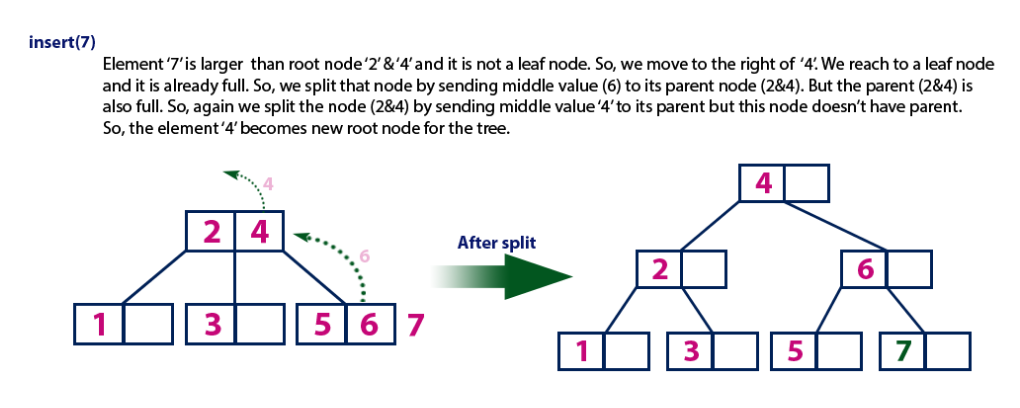 insert(7)
Element '7' is larger than root node '2' & '4' and it is not a leaf node. So, we move to the right of '4'. We reach to a leaf node
and it is already full. So, we split that node by sending middle value (6) to its parent node (2&4). But the parent (2&4) is
also full. So, again we split the node (2&4) by sending middle value '4' to its parent but this node doesn't have parent.
So, the element '4' becomes new root node for the tree.
4
2 4
6
1 3 5 6 7
After split
4
2 6
1 3 5 7